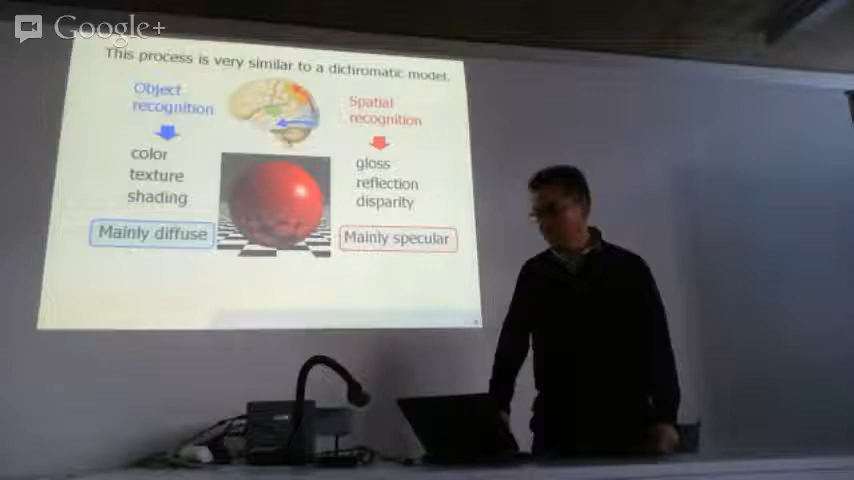 Google+
This process is very similar to a dichromatic model.
Object
recognition
Spatial
recognition
color
texture
shading
gloss
reflection
disparity
Mainly diffuse
Mainly specular